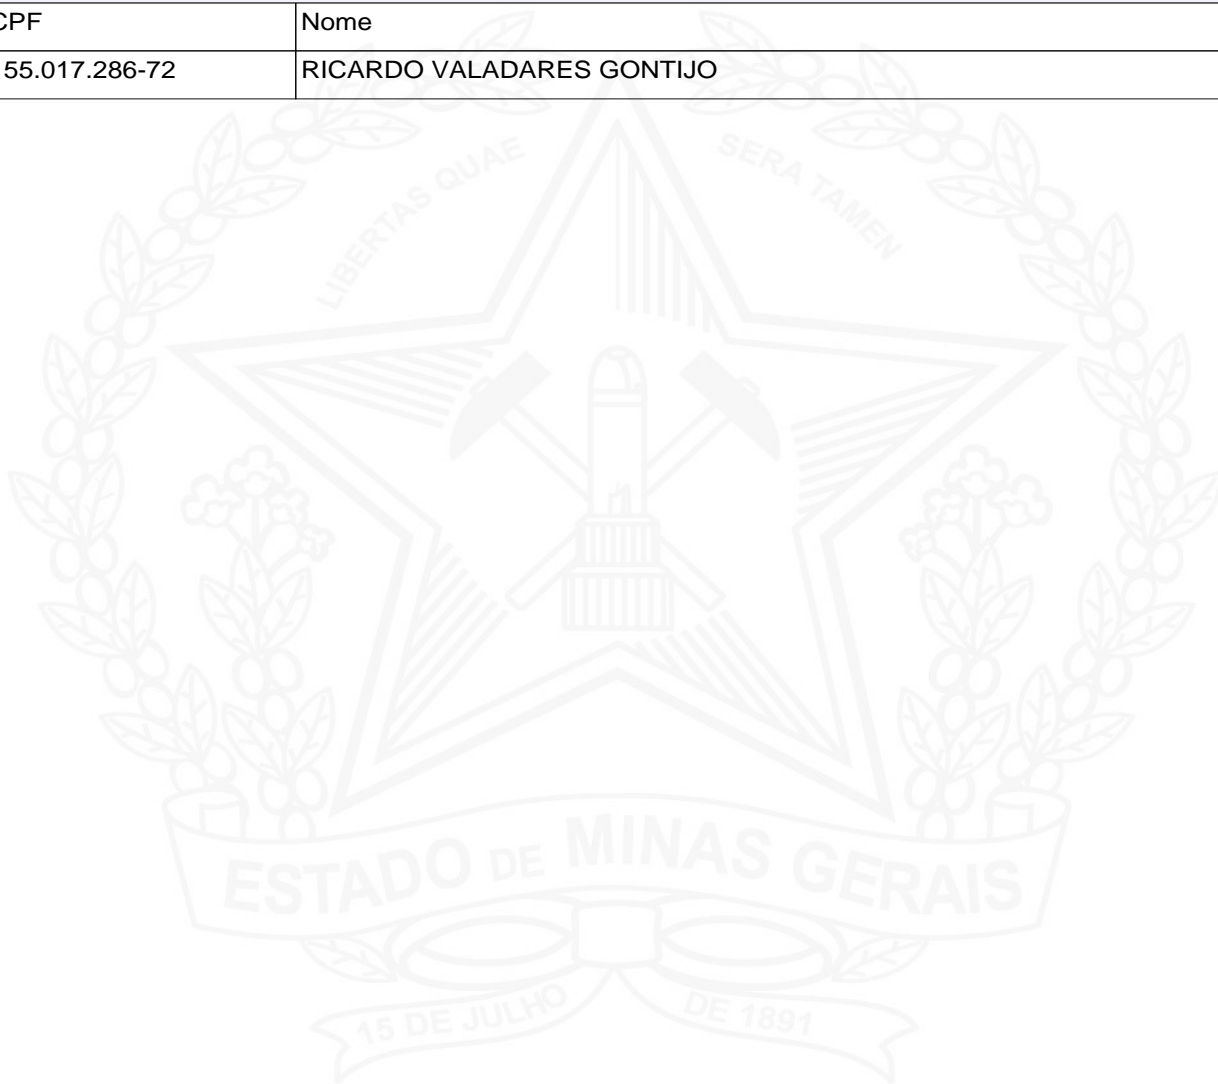 CPF Nome
55.017.286-72 RICARDO VALADARES GONTIJO
LIBERTAS QUAE SERA TAMEN
ESTADO DE MINAS GERAIS
15 DE JULHO DE 1891